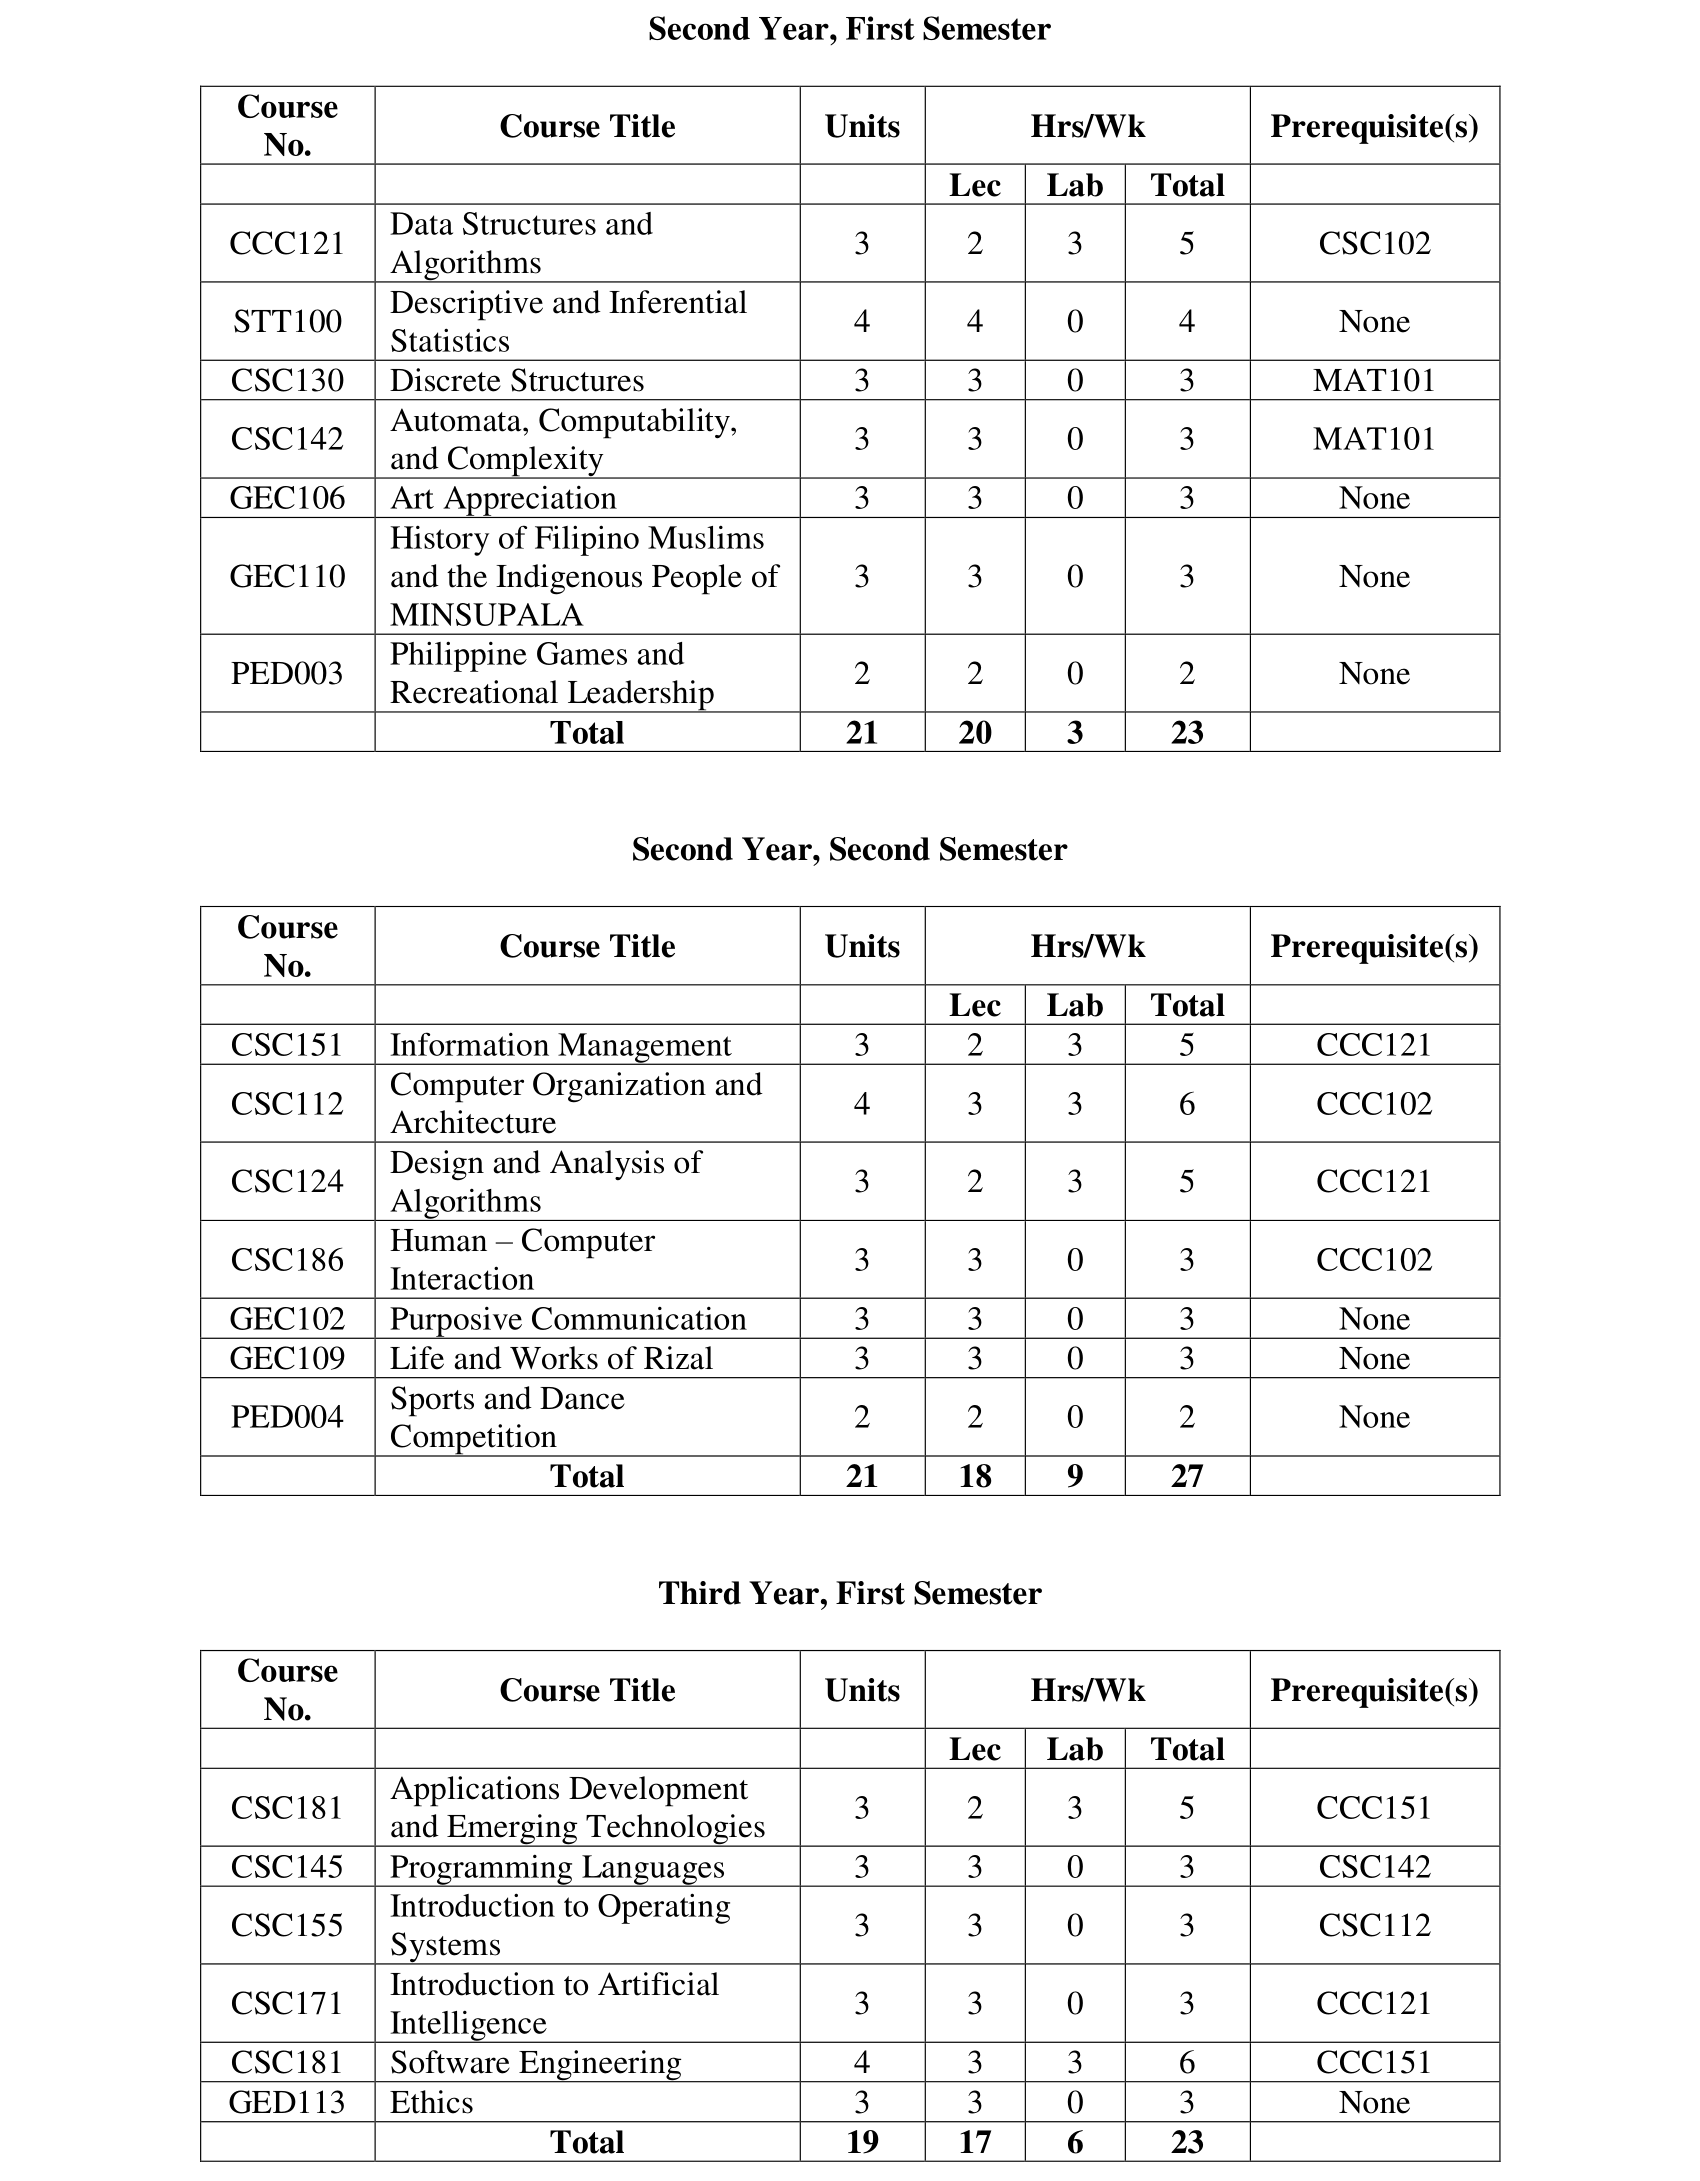 Second Year, First Semester
Course
No.
Course Title
Units
Hrs/Wk
Prerequisite(s)
Lec Lab Total
CCC121 Data Structures and
Algorithms 3 2 3 5 CSC102
STT100 Descriptive and Inferential
Statistics 4 4 0 4 None
CSC130 Discrete Structures 3 3 0 3 MAT101
CSC142 Automata, Computability,
and Complexity 3 3 0 3 MAT101
GEC106 Art Appreciation 3 3 0 3 None
GEC110 History of Filipino Muslims
and the Indigenous People of
MINSUPALA 3 3 0 3 None
PED003 Philippine Games and
Recreational Leadership 2 2 0 2 None
Total 21 20 3 23
Second Year, Second Semester
Course
No.
Course Title
Units
Hrs/Wk
Prerequisite(s)
Lec Lab Total
CSC151 Information Management 3 2 3 5 CCC121
CSC112 Computer Organization and
Architecture 4 3 3 6 CCC102
CSC124 Design and Analysis of
Algorithms 3 2 3 5 CCC121
CSC186 Human – Computer
Interaction 3 3 0 3 CCC102
GEC102 Purposive Communication 3 3 0 3 None
GEC109 Life and Works of Rizal 3 3 0 3 None
PED004 Sports and Dance
Competition 2 2 0 2 None
Total 21 18 9 27
Third Year, First Semester
Course
No.
Course Title
Units
Hrs/Wk
Prerequisite(s)
Lec Lab Total
CSC181 Applications Development
and Emerging Technologies 3 2 3 5 CCC151
CSC145 Programming Languages 3 3 0 3 CSC142
CSC155 Introduction to Operating
Systems 3 3 0 3 CSC112
CSC171 Introduction to Artificial
Intelligence 3 3 0 3 CCC121
CSC181 Software Engineering 4 3 3 6 CCC151
GED113 Ethics 3 3 0 3 None
Total 19 17 6 23